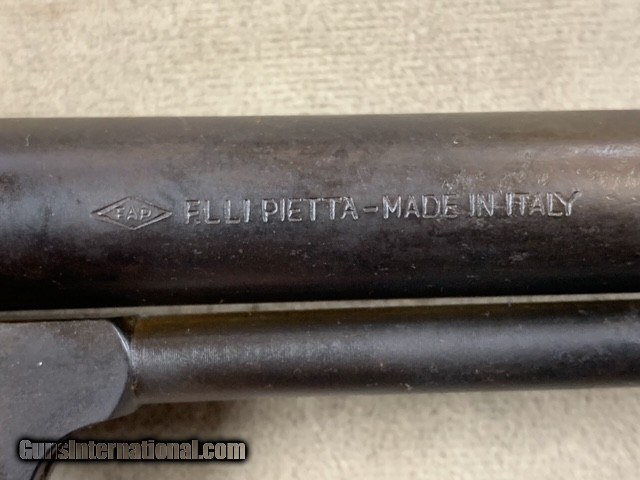 FAP F.LLI PIETTA - MADE IN ITALY
GunsInternational.com